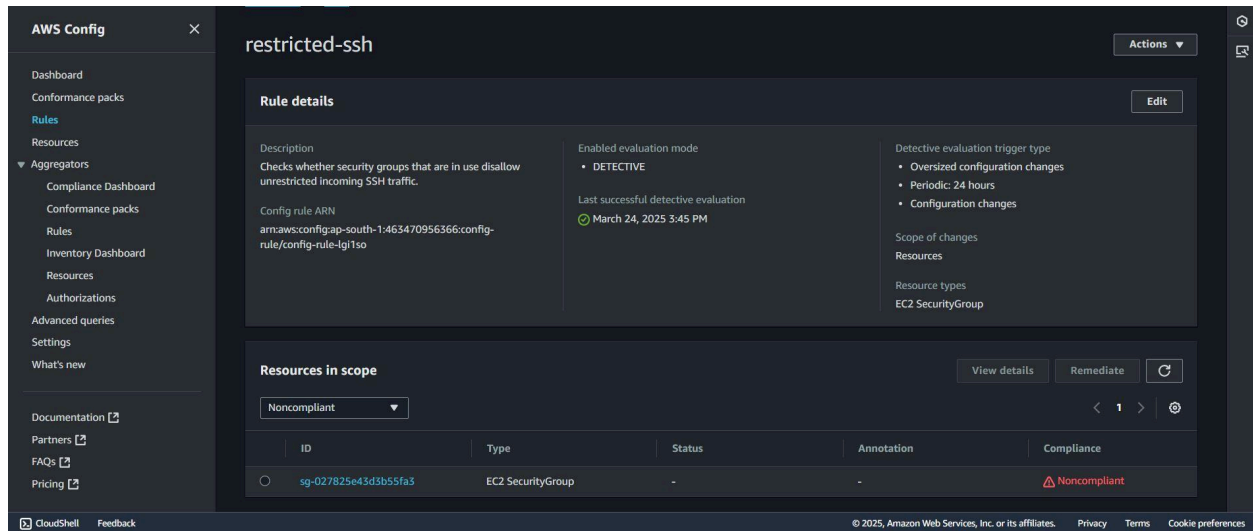 AWS Config
Dashboard
Conformance packs
Rules
Resources
Aggregators
Compliance Dashboard
Conformance packs
Rules
Inventory Dashboard
Resources
Authorizations
Advanced queries
Settings
What's new
Documentation
Partners
FAQs
Pricing
restricted-ssh
Actions
Rule details
Edit
Description
Checks whether security groups that are in use disallow
unrestricted incoming SSH traffic.
Config rule ARN
arn:aws:config:ap-south-1:463470956366:config-
rule/config-rule-lgi1so
Enabled evaluation mode
• DETECTIVE
Last successful detective evaluation
March 24, 2025 3:45 PM
Detective evaluation trigger type
• Oversized configuration changes
• Periodic: 24 hours
• Configuration changes
Scope of changes
Resources
Resource types
EC2 SecurityGroup
Resources in scope
View details Remediate
Noncompliant
1
ID Type Status Annotation Compliance
sg-027825e43d3b55fa3 EC2 SecurityGroup - - Noncompliant
CloudShell Feedback © 2025, Amazon Web Services, Inc. or its affiliates. Privacy Terms Cookie preferences